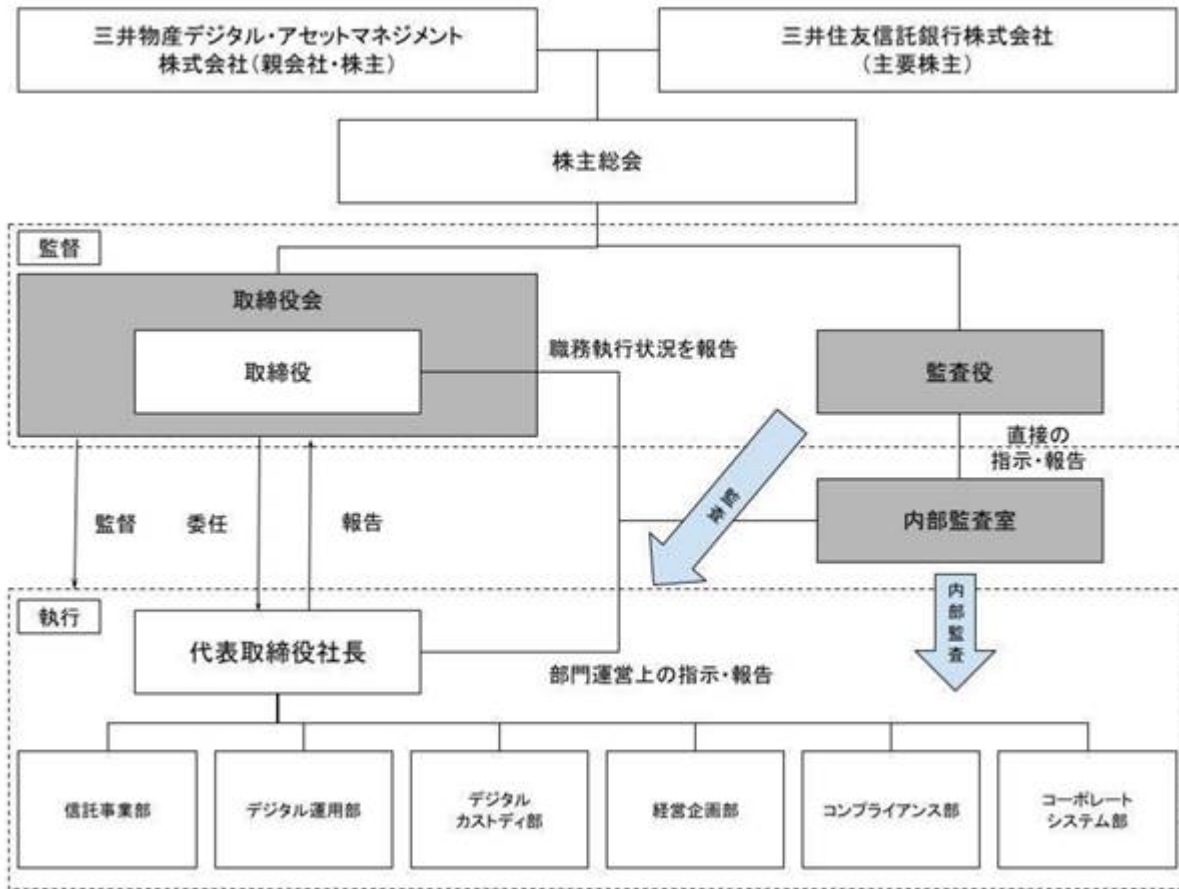 三井物産デジタル・アセットマネジメント
株式会社(親会社・株主)
三井住友信託銀行株式会社
(主要株主)
株主総会
監督
取締役会
取締役
職務執行状況を報告
監査役
直接の
指示・報告
監査
内部監査室
監督
委任
報告
内部監査
執行
代表取締役社長
部門運営上の指示・報告
信託事業部
デジタル運用部
デジタル
カストディ部
経営企画部
コンプライアンス部
コーポレート
システム部